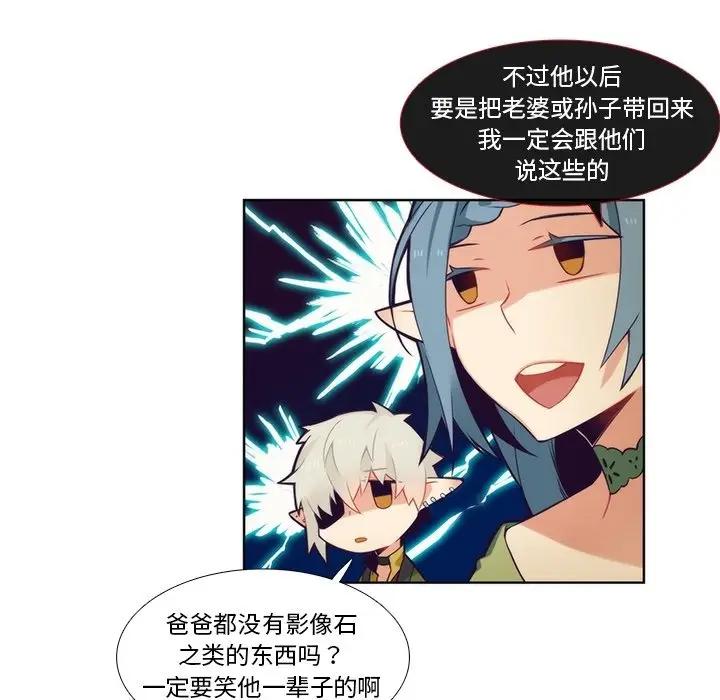 不过他以后
要是把老婆或孙子带回来
我一定会跟他们
说这些的
爸爸都没有影像石
之类的东西吗？
一定要笑他一辈子的啊